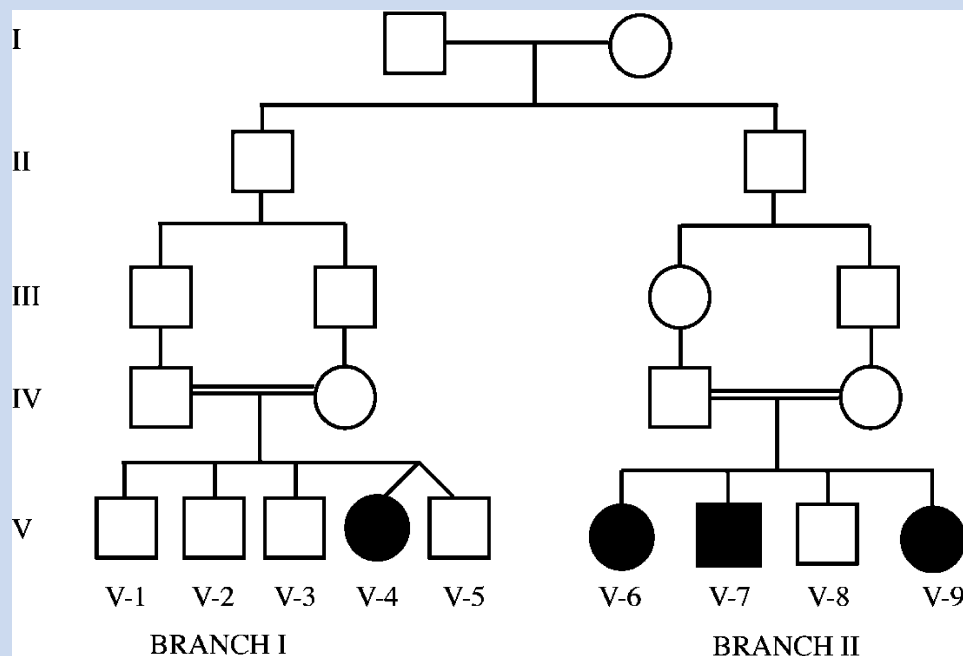 I
II
III
IV
V
V-1 V-2 V-3 V-4 V-5 V-6 V-7 V-8 V-9
BRANCH I BRANCH II